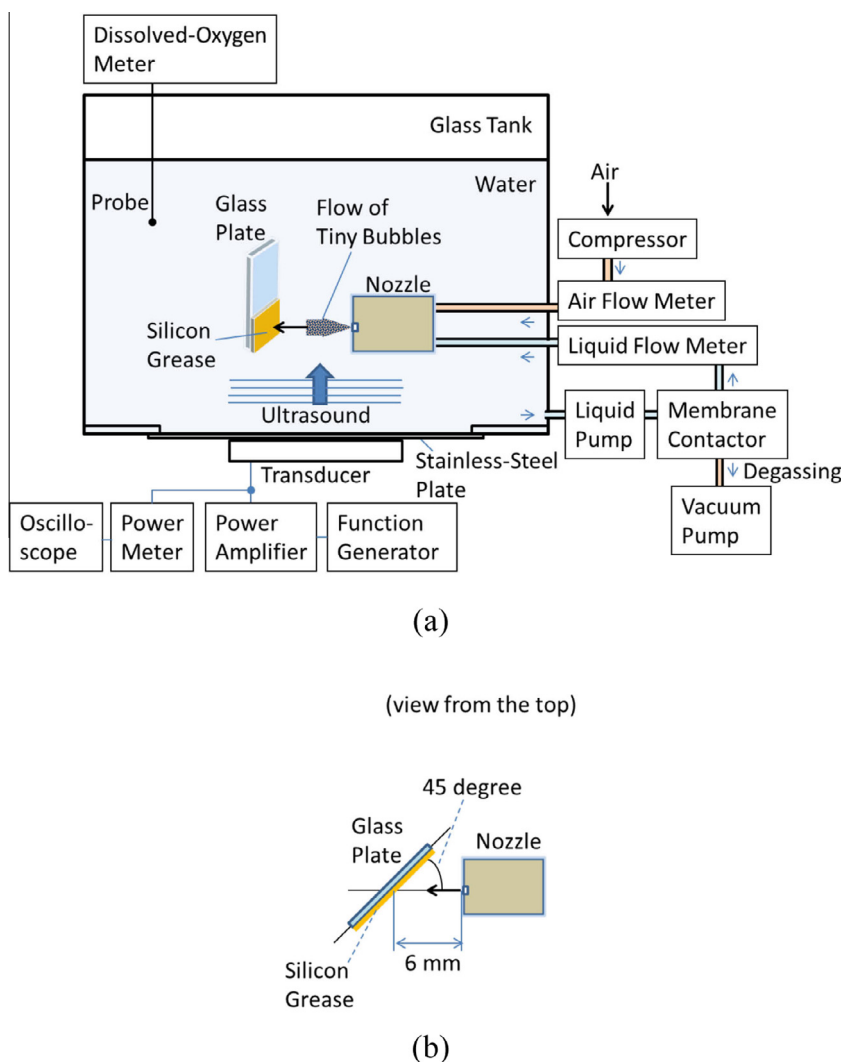 Dissolved-Oxygen
Meter
Glass Tank
Water
Air
Probe
Glass
Plate
Flow of
Tiny Bubbles
Compressor
Nozzle
Air Flow Meter
Silicon
Grease
Liquid Flow Meter
Ultrasound
Liquid
Pump
Membrane
Contactor
Transducer
Stainless-Steel
Plate
Degassing
Vacuum
Pump
Oscillo-
scope
Power
Meter
Power
Amplifier
Function
Generator
(a)
(view from the top)
45 degree
Glass
Plate
Nozzle
6 mm
Silicon
Grease
(b)